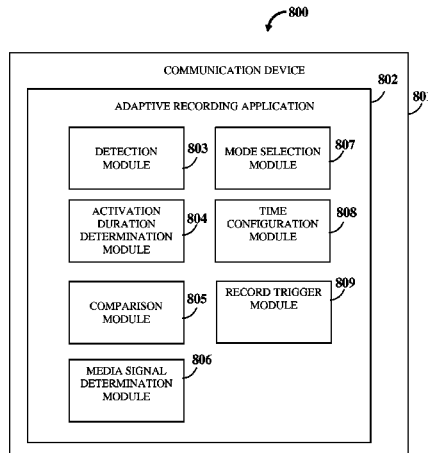 800
COMMUNICATION DEVICE
802
801
ADAPTIVE RECORDING APPLICATION
DETECTION
MODULE
803
MODE SELECTION
MODULE
807
ACTIVATION
DURATION
DETERMINATION
MODULE
804
TIME
CONFIGURATION
MODULE
808
COMPARISON
MODULE
805
RECORD TRIGGER
MODULE
809
MEDIA SIGNAL
DETERMINATION
MODULE
806